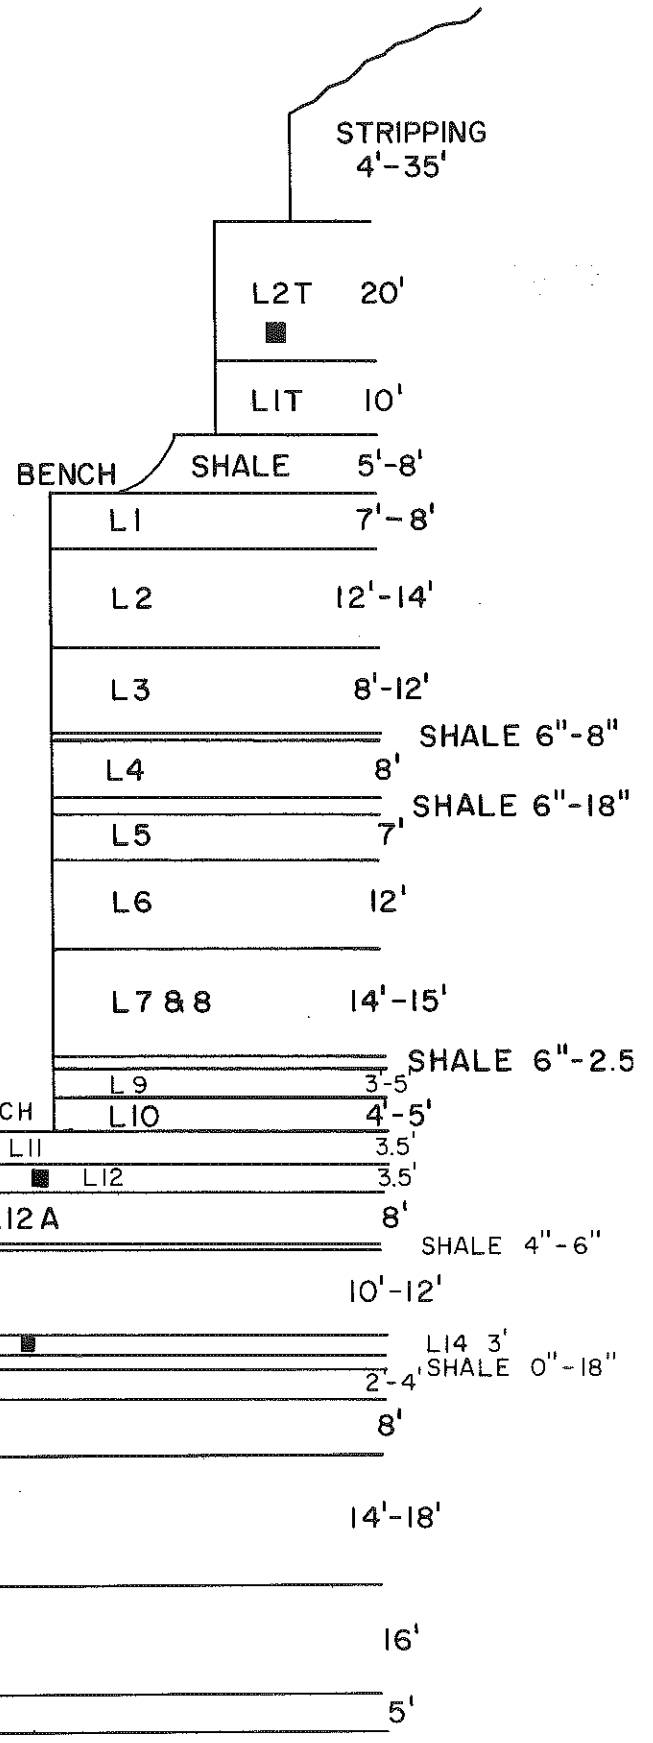 STRIPPING
4'-35'
L2T 20'
L1T 10'
BENCH SHALE 5'-8'
L1 7'-8'
L2 12'-14'
L3 8'-12'
SHALE 6"-8"
L4 8'
SHALE 6"-18"
L5 7'
L6 12'
L7 & 8 14'-15'
SHALE 6"-2.5
L9 3'-5'
CH L10 4'-5'
L11 3.5'
L12 3.5'
12A 8'
SHALE 4"-6"
10'-12'
L14 3'
SHALE 0"-18"
2'-4'
8'
14'-18'
16'
5'